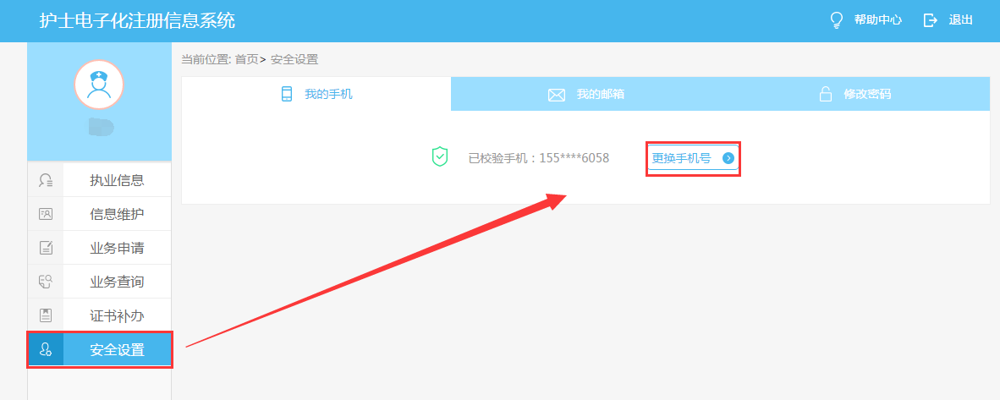 护士电子化注册信息系统
帮助中心
退出
当前位置: 首页> 安全设置
我的手机
我的邮箱
修改密码
已校验手机：155****6058
更换手机号
执业信息
信息维护
业务申请
业务查询
证书补办
安全设置